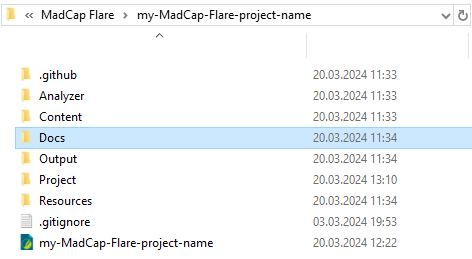 « MadCap Flare › my-MadCap-Flare-project-name
.github 20.03.2024 11:33
Analyzer 20.03.2024 11:33
Content 20.03.2024 11:33
Docs 20.03.2024 11:34
Output 20.03.2024 11:34
Project 20.03.2024 13:10
Resources 20.03.2024 11:34
.gitignore 03.03.2024 19:53
my-MadCap-Flare-project-name 20.03.2024 12:22